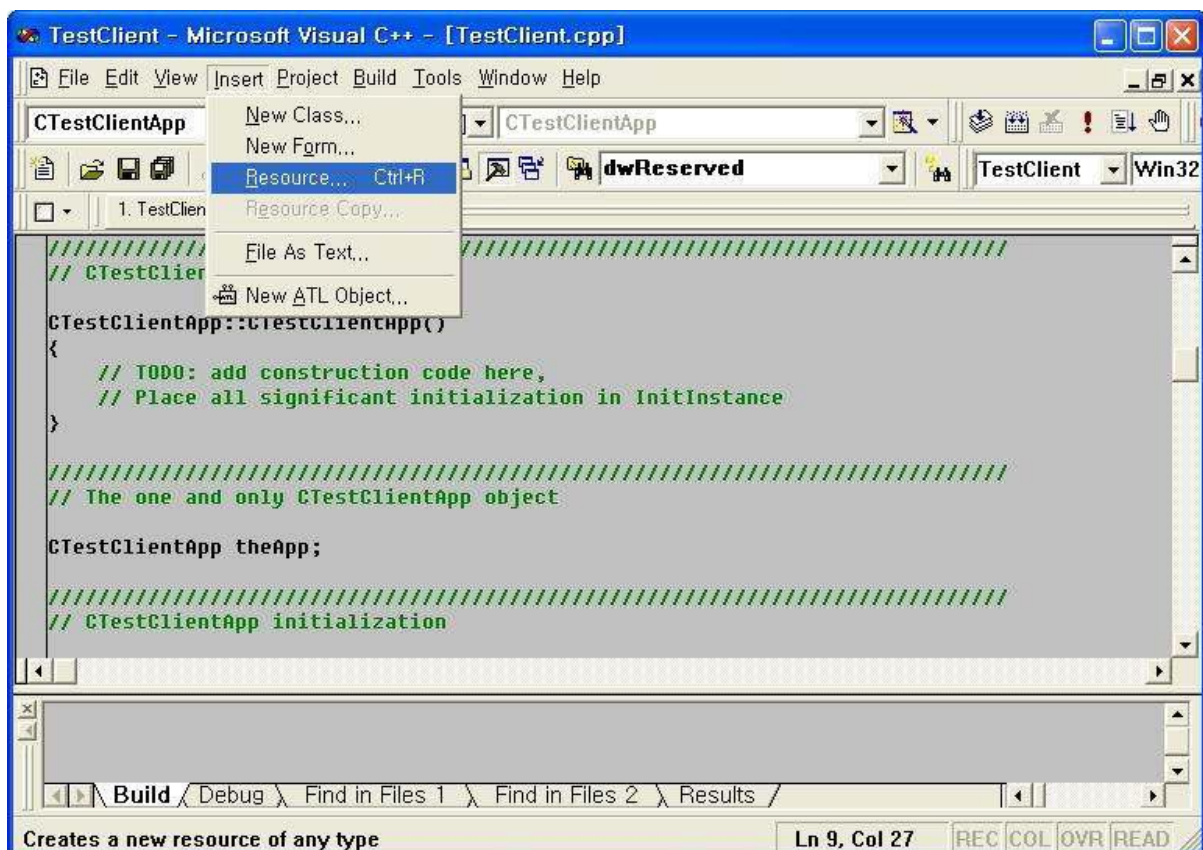 TestClient - Microsoft Visual C++ - [TestClient.cpp]
File Edit View Insert Project Build Tools Window Help
CTestClientApp
CTestClientApp
New Class...
New Form...
Resource... Ctrl+R
Resource Copy...
File As Text...
New ATL Object...
dwReserved
TestClient
Win32
1. TestClien
////////////////////////////////////////////////////////////////////////////
// CTestClien
CTestClientApp::CTestClientApp()
{
// TODO: add construction code here,
// Place all significant initialization in InitInstance
}
////////////////////////////////////////////////////////////////////////////
// The one and only CTestClientApp object
CTestClientApp theApp;
////////////////////////////////////////////////////////////////////////////
// CTestClientApp initialization
Build Debug Find in Files 1 Find in Files 2 Results
Creates a new resource of any type
Ln 9, Col 27 REC COL OVR READ